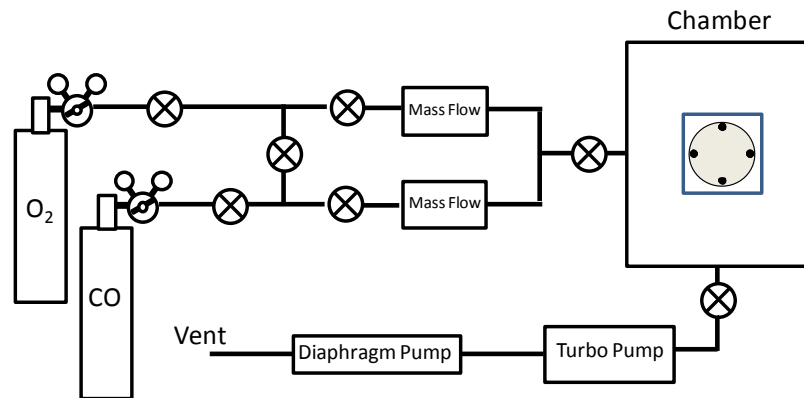 Chamber
Mass Flow
O₂
Mass Flow
CO
Vent
Diaphragm Pump
Turbo Pump